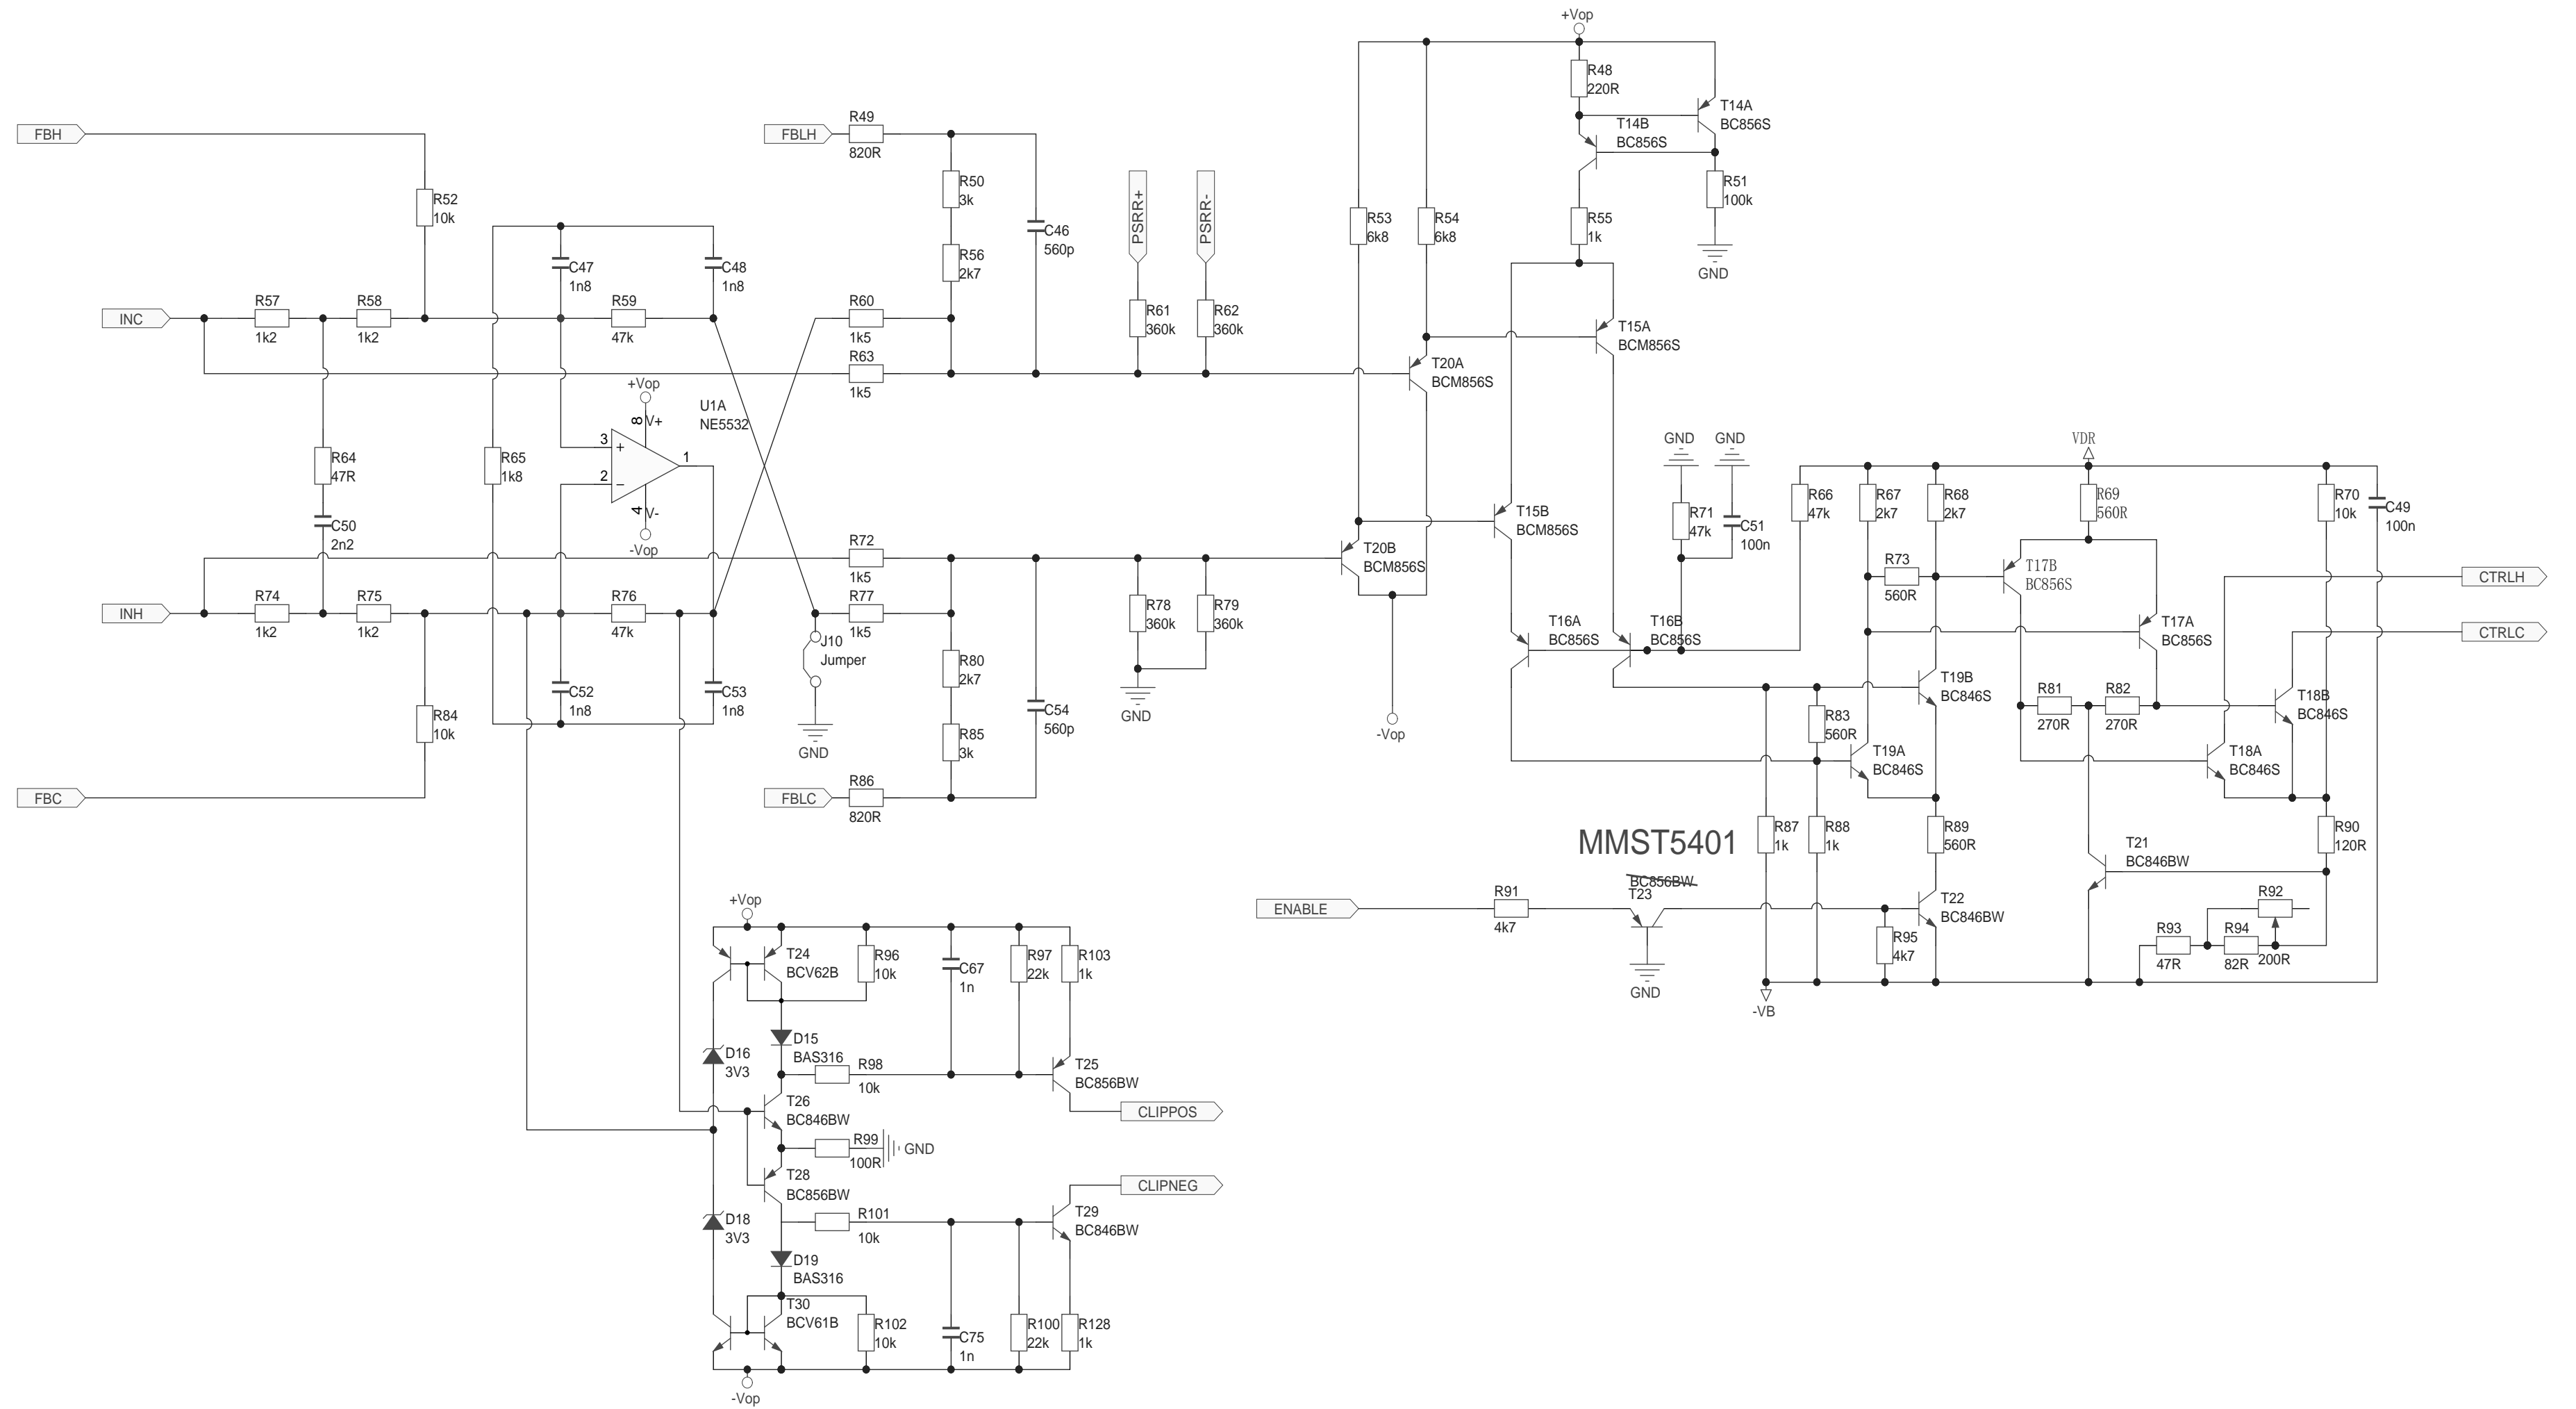 +Vop
R48
220R
T14A
BC856S
T14B
BC856S
R51
100k
GND
R55
1k
R53
6k8
R54
6k8
FBH
R52
10k
FBLH
R49
820R
R50
3k
R56
2k7
C46
560p
PSRR+
PSRR-
R61
360k
R62
360k
C47
1n8
C48
1n8
INC
R57
1k2
R58
1k2
R59
47k
R60
1k5
R63
1k5
T15A
BCM856S
T20A
BCM856S
+Vop
8
V+
U1A
NE5532
3
+
1
2
−
4
V-
-Vop
R64
47R
C50
2n2
R65
1k8
INH
R74
1k2
R75
1k2
R76
47k
R72
1k5
R77
1k5
J10
Jumper
GND
C52
1n8
C53
1n8
R84
10k
FBC
R80
2k7
R85
3k
C54
560p
FBLC
R86
820R
R78
360k
R79
360k
GND
T15B
BCM856S
T20B
BCM856S
-Vop
T16A
BC856S
T16B
BC856S
GND
GND
R71
47k
C51
100n
R66
47k
R67
2k7
R68
2k7
VDR
R69
560R
R70
10k
C49
100n
R73
560R
T17B
BC856S
T17A
BC856S
CTRLH
CTRLC
T19B
BC846S
R81
270R
R82
270R
T18B
BC846S
T18A
BC846S
R83
560R
T19A
BC846S
R87
1k
R88
1k
R89
560R
R90
120R
T21
BC846BW
R92
200R
R93
47R
R94
82R
MMST5401
BC856BW
T23
ENABLE
R91
4k7
GND
T22
BC846BW
R95
4k7
-VB
+Vop
T24
BCV62B
R96
10k
C67
1n
R97
22k
R103
1k
D15
BAS316
D16
3V3
R98
10k
T25
BC856BW
CLIPPOS
T26
BC846BW
R99
100R
GND
T28
BC856BW
CLIPNEG
R101
10k
T29
BC846BW
D18
3V3
D19
BAS316
T30
BCV61B
R102
10k
C75
1n
R100
22k
R128
1k
-Vop